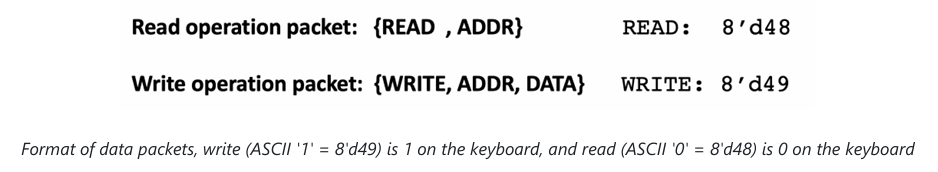 Read operation packet: {READ , ADDR} READ: 8’d48
Write operation packet: {WRITE, ADDR, DATA} WRITE: 8’d49
Format of data packets, write (ASCII '1' = 8'd49) is 1 on the keyboard, and read (ASCII '0' = 8'd48) is 0 on the keyboard